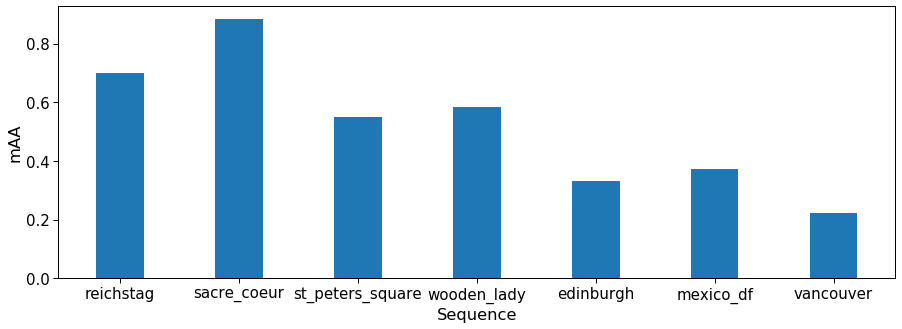 mAA
0.8
0.6
0.4
0.2
0.0
reichstag sacre_coeur st_peters_square wooden_lady edinburgh mexico_df vancouver
Sequence